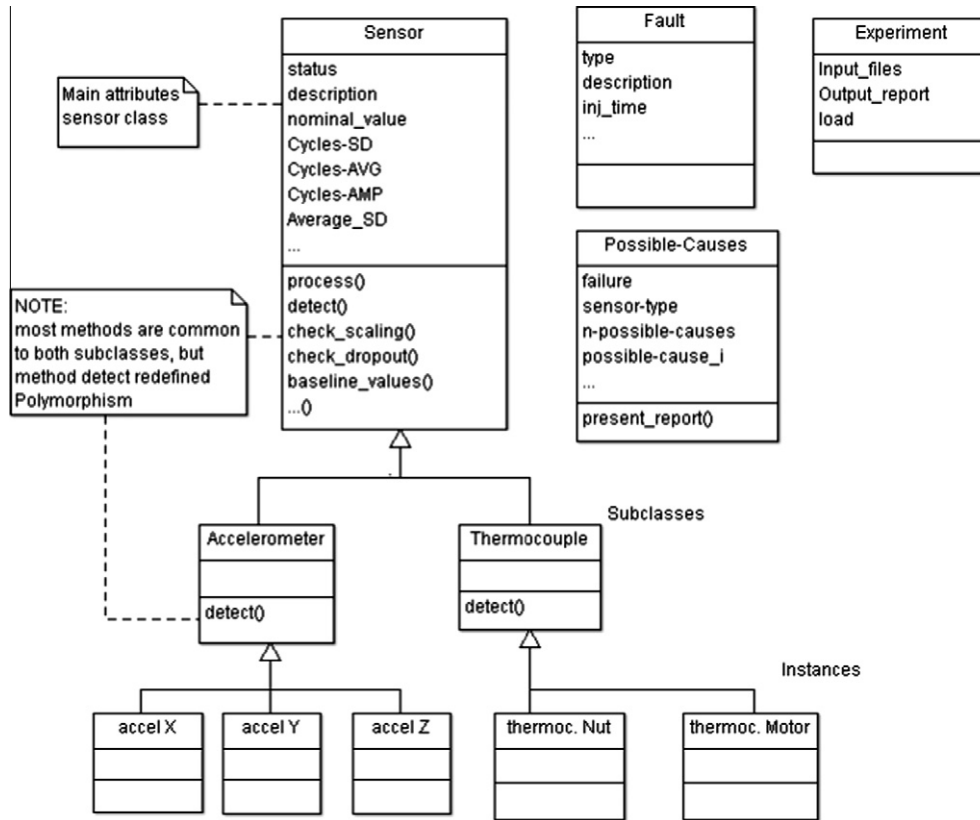 Sensor
status
description
nominal_value
Cycles-SD
Cycles-AVG
Cycles-AMP
Average_SD
...
process()
detect()
check_scaling()
check_dropout()
baseline_values()
...()
Main attributes
sensor class
NOTE:
most methods are common
to both subclasses, but
method detect redefined
Polymorphism
Fault
type
description
inj_time
...
Experiment
Input_files
Output_report
load
Possible-Causes
failure
sensor-type
n-possible-causes
possible-cause_i
...
present_report()
Subclasses
Accelerometer
detect()
Thermocouple
detect()
Instances
accel X
accel Y
accel Z
thermoc. Nut
thermoc. Motor